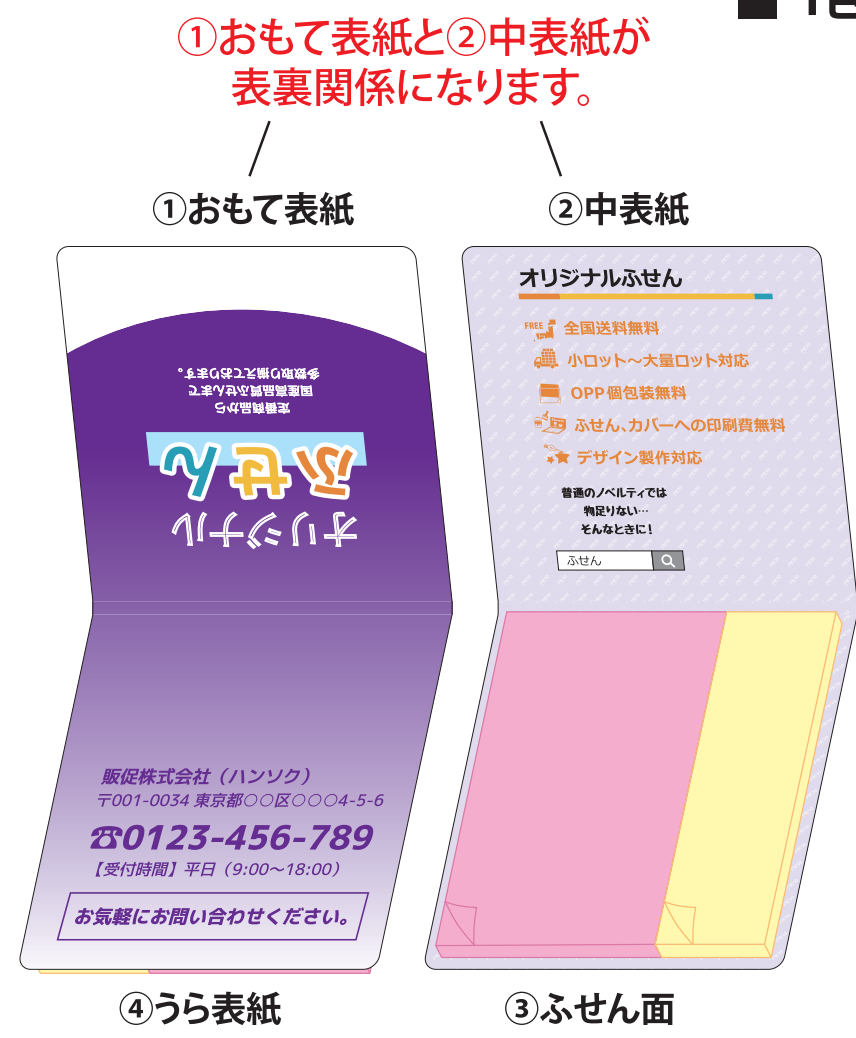 ①おもて表紙と②中表紙が
表裏関係になります。
①おもて表紙
②中表紙
オリジナル
ふせん
定番商品から
国産高品質ふせんまで
多数取り揃えております。
販促株式会社（ハンソク）
〒001-0034 東京都○○区○○○4-5-6
☎0123-456-789
【受付時間】平日（9:00〜18:00）
お気軽にお問い合わせください。
オリジナルふせん
FREE 全国送料無料
小ロット〜大量ロット対応
OPP個包装無料
ふせん、カバーへの印刷費無料
デザイン製作対応
普通のノベルティでは
物足りない…
そんなときに！
ふせん
④うら表紙
③ふせん面